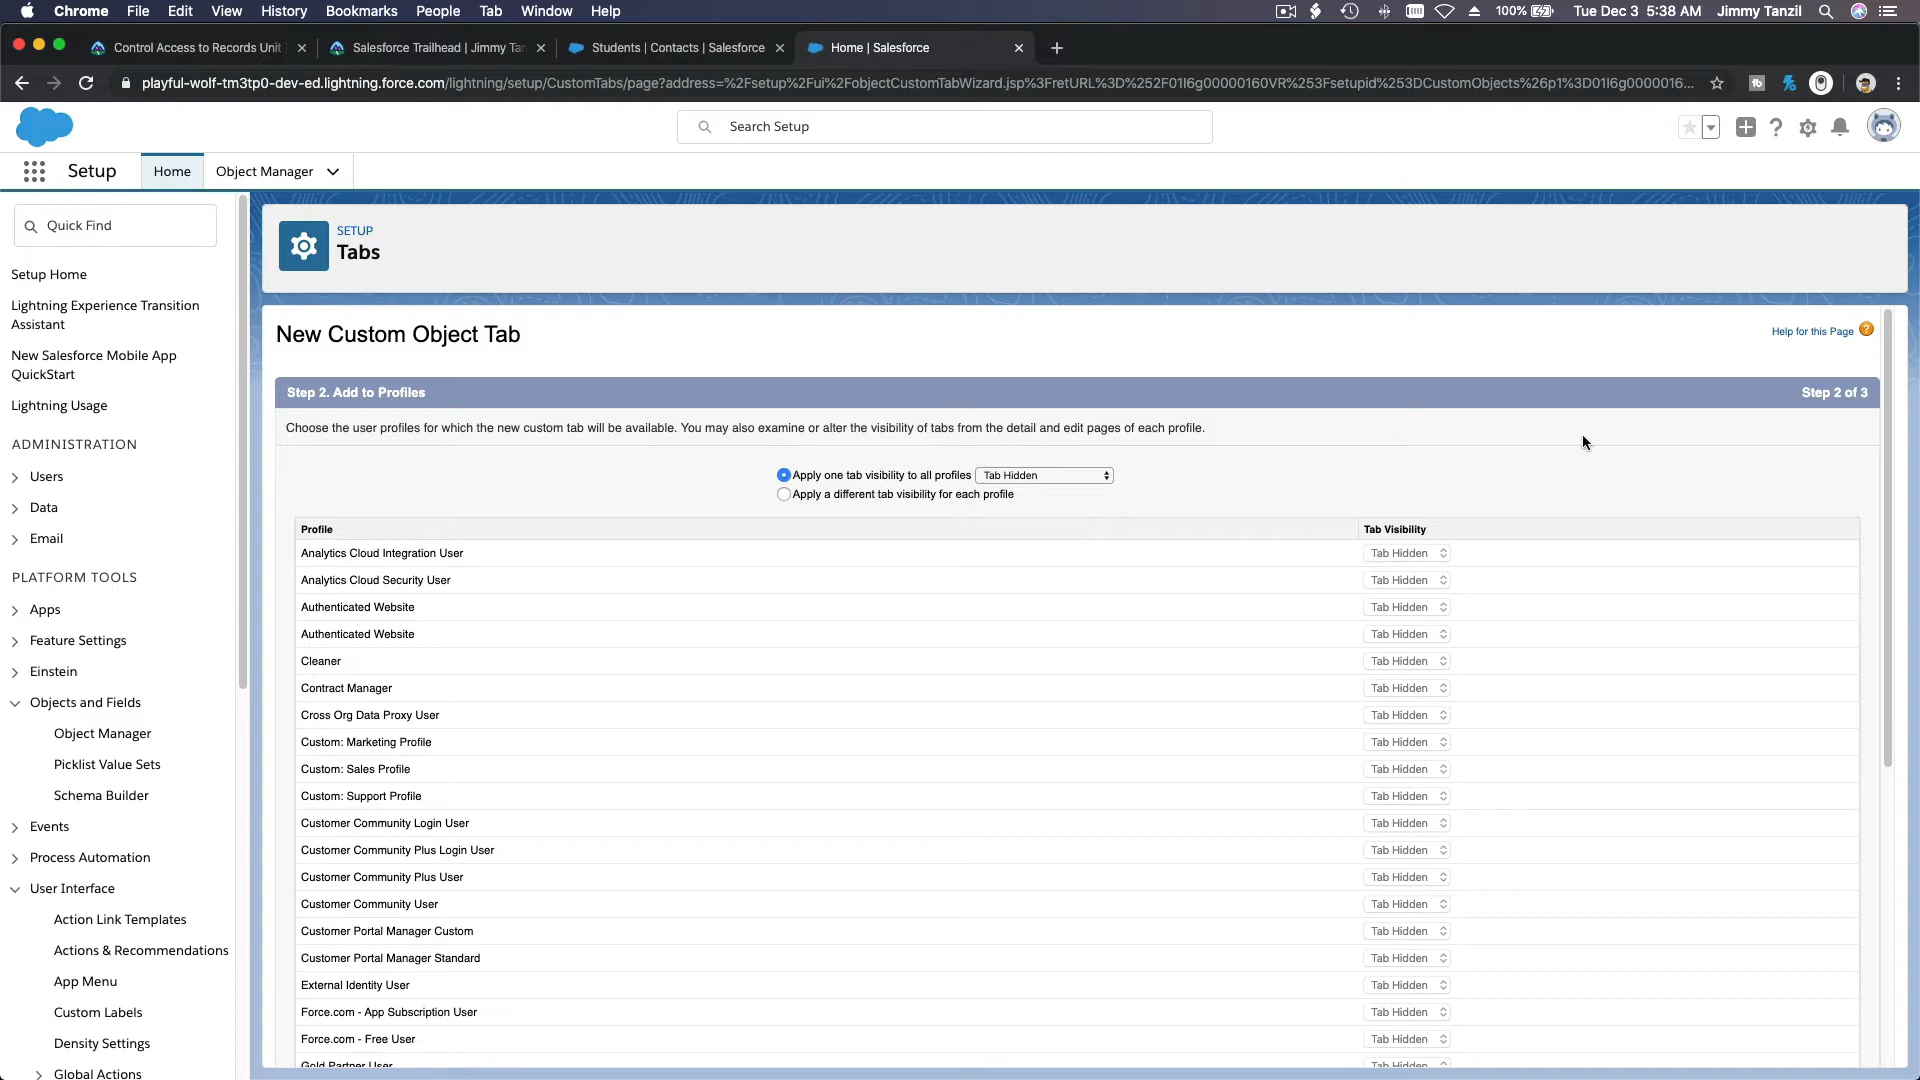 Chrome File Edit View History Bookmarks People Tab Window Help 100% Tue Dec 3 5:38 AM Jimmy Tanzil
Control Access to Records Unit
Salesforce Trailhead | Jimmy Tan
Students | Contacts | Salesforce
Home | Salesforce
playful-wolf-tm3tp0-dev-ed.lightning.force.com/lightning/setup/CustomTabs/page?address=%2Fsetup%2Fui%2FobjectCustomTabWizard.jsp%3FretURL%3D%252F01I6g00000160VR%253Fsetupid%253DCustomObjects%26p1%3D01I6g0000016...
Search Setup
Setup
Home
Object Manager
Quick Find
Setup Home
Lightning Experience Transition
Assistant
New Salesforce Mobile App
QuickStart
Lightning Usage
ADMINISTRATION
Users
Data
Email
PLATFORM TOOLS
Apps
Feature Settings
Einstein
Objects and Fields
Object Manager
Picklist Value Sets
Schema Builder
Events
Process Automation
User Interface
Action Link Templates
Actions & Recommendations
App Menu
Custom Labels
Density Settings
Global Actions
SETUP
Tabs
New Custom Object Tab
Help for this Page ?
Step 2. Add to Profiles Step 2 of 3
Choose the user profiles for which the new custom tab will be available. You may also examine or alter the visibility of tabs from the detail and edit pages of each profile.
Apply one tab visibility to all profiles Tab Hidden
Apply a different tab visibility for each profile
Profile Tab Visibility
Analytics Cloud Integration User Tab Hidden
Analytics Cloud Security User Tab Hidden
Authenticated Website Tab Hidden
Authenticated Website Tab Hidden
Cleaner Tab Hidden
Contract Manager Tab Hidden
Cross Org Data Proxy User Tab Hidden
Custom: Marketing Profile Tab Hidden
Custom: Sales Profile Tab Hidden
Custom: Support Profile Tab Hidden
Customer Community Login User Tab Hidden
Customer Community Plus Login User Tab Hidden
Customer Community Plus User Tab Hidden
Customer Community User Tab Hidden
Customer Portal Manager Custom Tab Hidden
Customer Portal Manager Standard Tab Hidden
External Identity User Tab Hidden
Force.com - App Subscription User Tab Hidden
Force.com - Free User Tab Hidden
Gold Partner User Tab Hidden